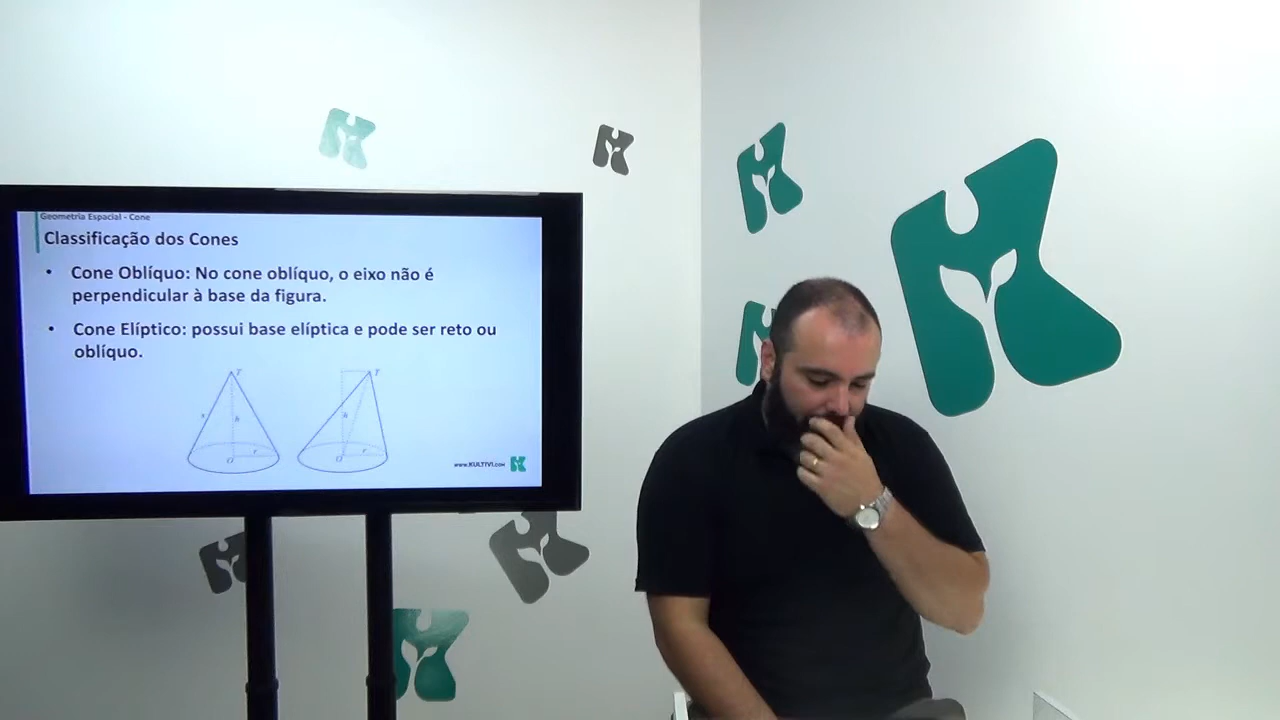 Geometria Espacial - Cone
Classificação dos Cones
• Cone Oblíquo: No cone oblíquo, o eixo não é
perpendicular à base da figura.
• Cone Elíptico: possui base elíptica e pode ser reto ou
oblíquo.
h
r
O
r
O
www.KULTIVI.COM